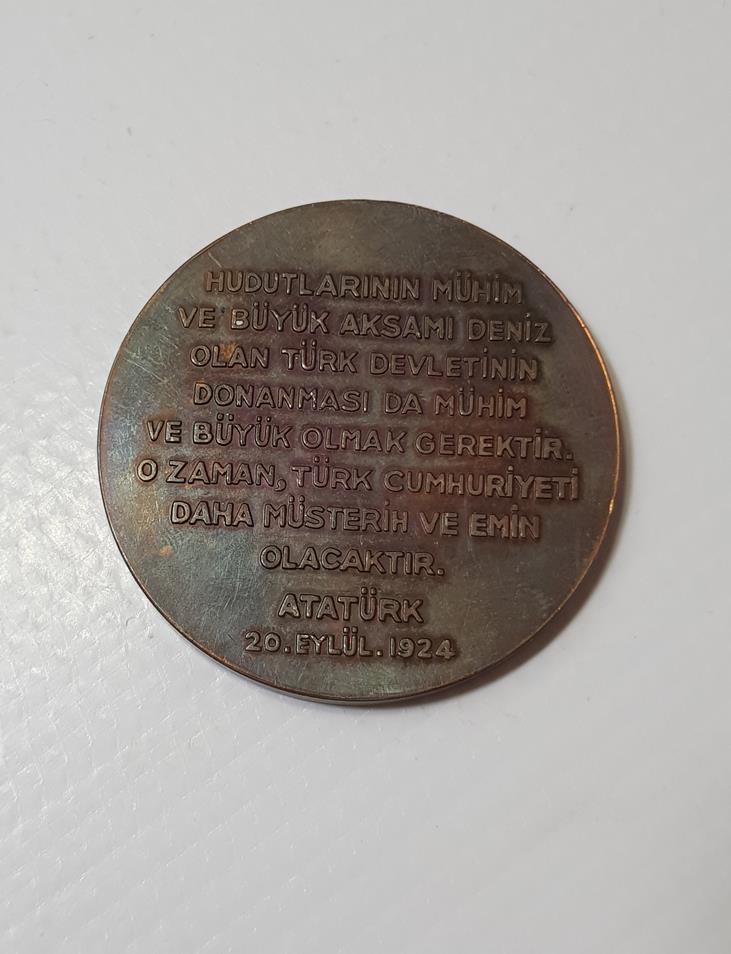 HUDUTLARININ MÜHİM
VE BÜYÜK AKSAMI DENİZ
OLAN TÜRK DEVLETİNİN
DONANMASI DA MÜHİM
VE BÜYÜK OLMAK GEREKTİR.
O ZAMAN, TÜRK CUMHURİYETİ
DAHA MÜSTERİH VE EMİN
OLACAKTIR.
ATATÜRK
20.EYLÜL.1924